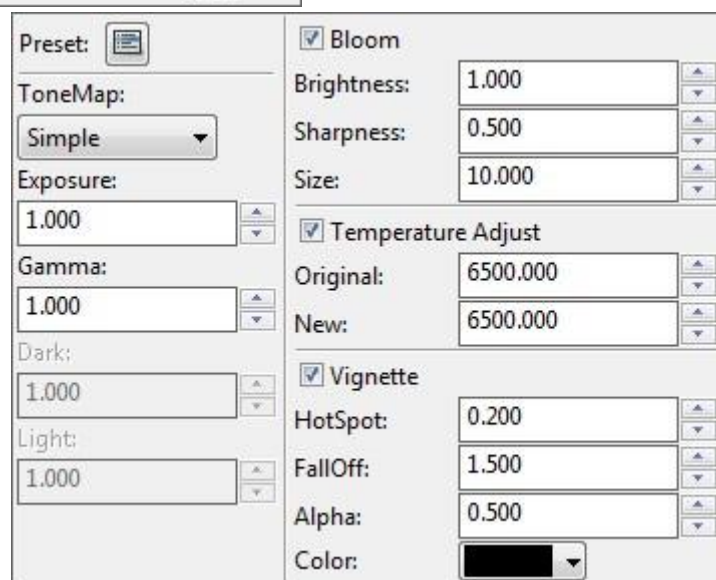 Preset:
ToneMap:
Simple
Exposure:
1.000
Gamma:
1.000
Dark:
1.000
Light:
1.000
Bloom
Brightness: 1.000
Sharpness: 0.500
Size: 10.000
Temperature Adjust
Original: 6500.000
New: 6500.000
Vignette
HotSpot: 0.200
FallOff: 1.500
Alpha: 0.500
Color: